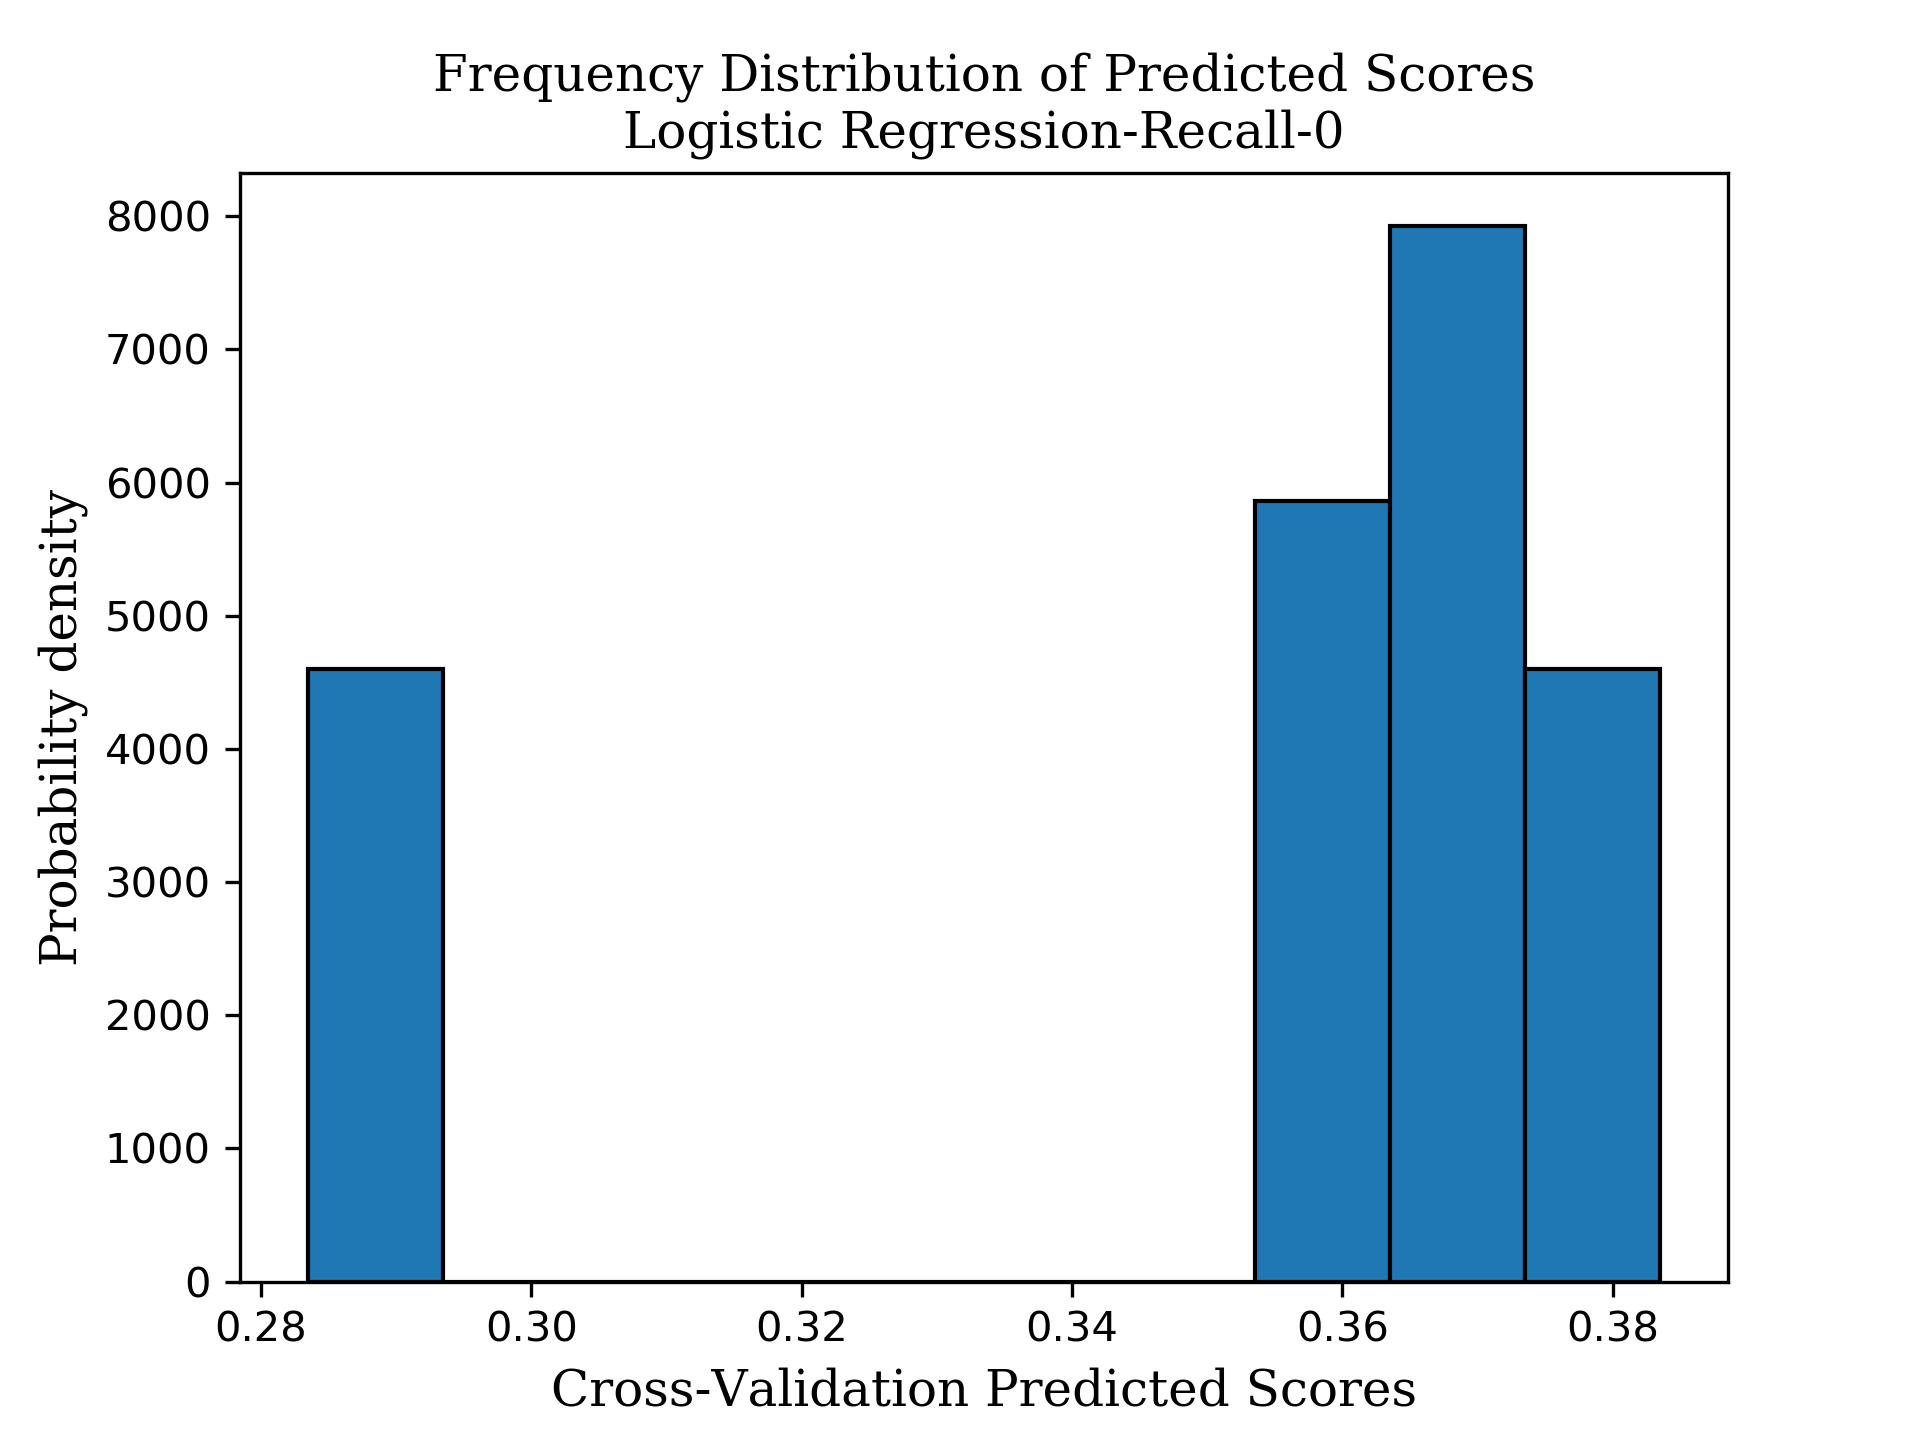 Frequency Distribution of Predicted Scores
Logistic Regression-Recall-0
8000
7000
6000
5000
4000
3000
2000
1000
0
Probability density
0.28 0.30 0.32 0.34 0.36 0.38
Cross-Validation Predicted Scores